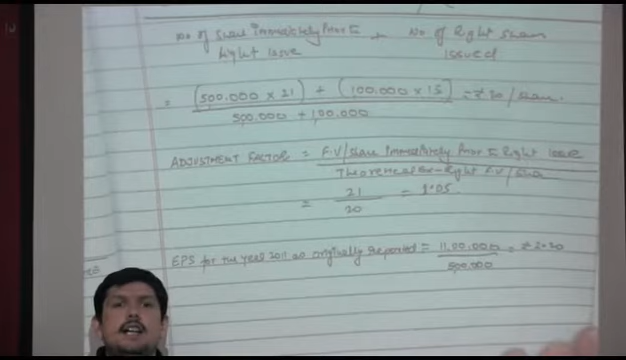 No of Share Immediately Prior to + No of Right Shares
Right Issue issued
= (500.000 × 21) + (100.000 × 15) = ₹ 20/share.
500.000 + 100.000
ADJUSTMENT FACTOR = F.V/Share Immediately Prior to Right Issue
Theoretical Ex-Right F.V/Share
= 21 = 1.05
20
EPS for the year 2011 as originally reported = 11,00.000 = ₹ 2.20
500.000